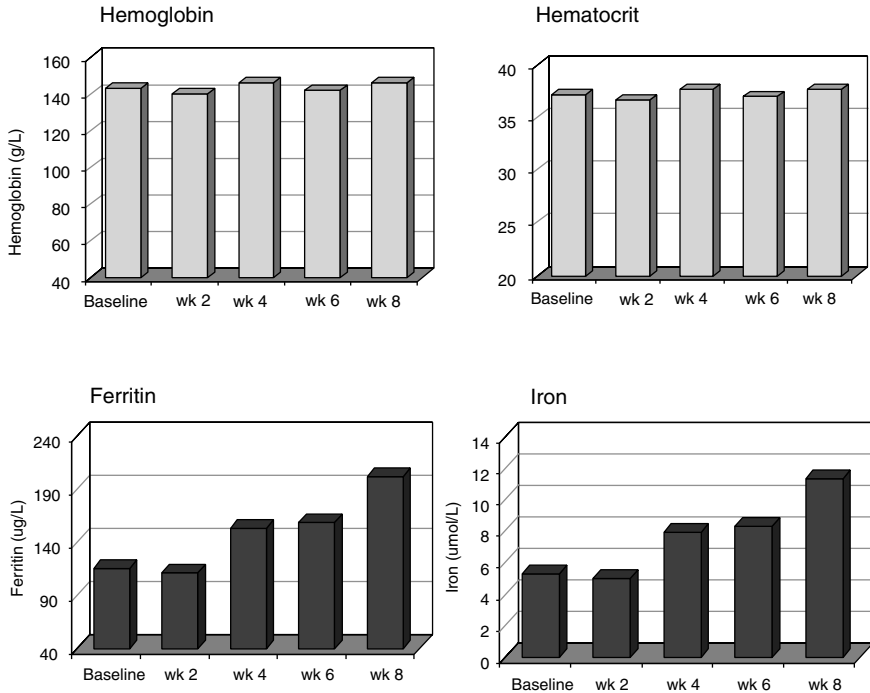 Hemoglobin
Hemoglobin (g/L)
160
140
120
100
80
60
40
Baseline wk 2 wk 4 wk 6 wk 8
Hematocrit
40
35
30
25
20
Baseline wk 2 wk 4 wk 6 wk 8
Ferritin
Ferritin (ug/L)
240
190
140
90
40
Baseline wk 2 wk 4 wk 6 wk 8
Iron
Iron (umol/L)
14
12
10
8
6
4
2
0
Baseline wk 2 wk 4 wk 6 wk 8